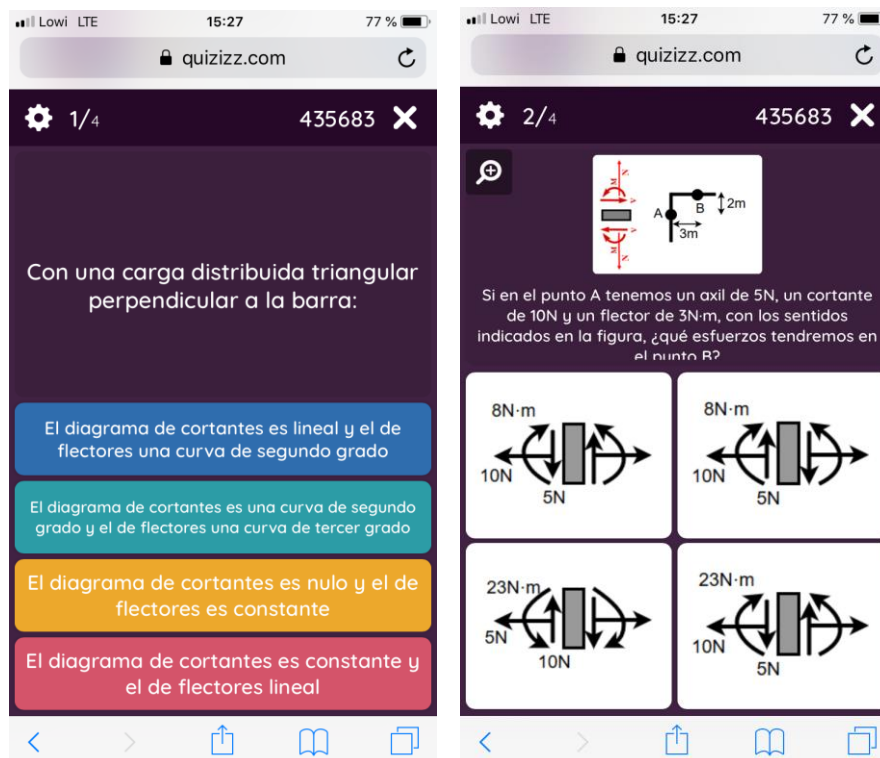 Lowi LTE 15:27 77 %
quizizz.com
1/4 435683
Con una carga distribuida triangular
perpendicular a la barra:
El diagrama de cortantes es lineal y el de
flectores una curva de segundo grado
El diagrama de cortantes es una curva de segundo
grado y el de flectores una curva de tercer grado
El diagrama de cortantes es nulo y el de
flectores es constante
El diagrama de cortantes es constante y
el de flectores lineal
Lowi LTE 15:27 77 %
quizizz.com
2/4 435683
N
M
V
V
M
N
A
B
2m
3m
Si en el punto A tenemos un axil de 5N, un cortante
de 10N y un flector de 3N·m, con los sentidos
indicados en la figura, ¿qué esfuerzos tendremos en
el punto B?
8N·m
10N
5N
8N·m
10N
5N
23N·m
5N
10N
23N·m
10N
5N